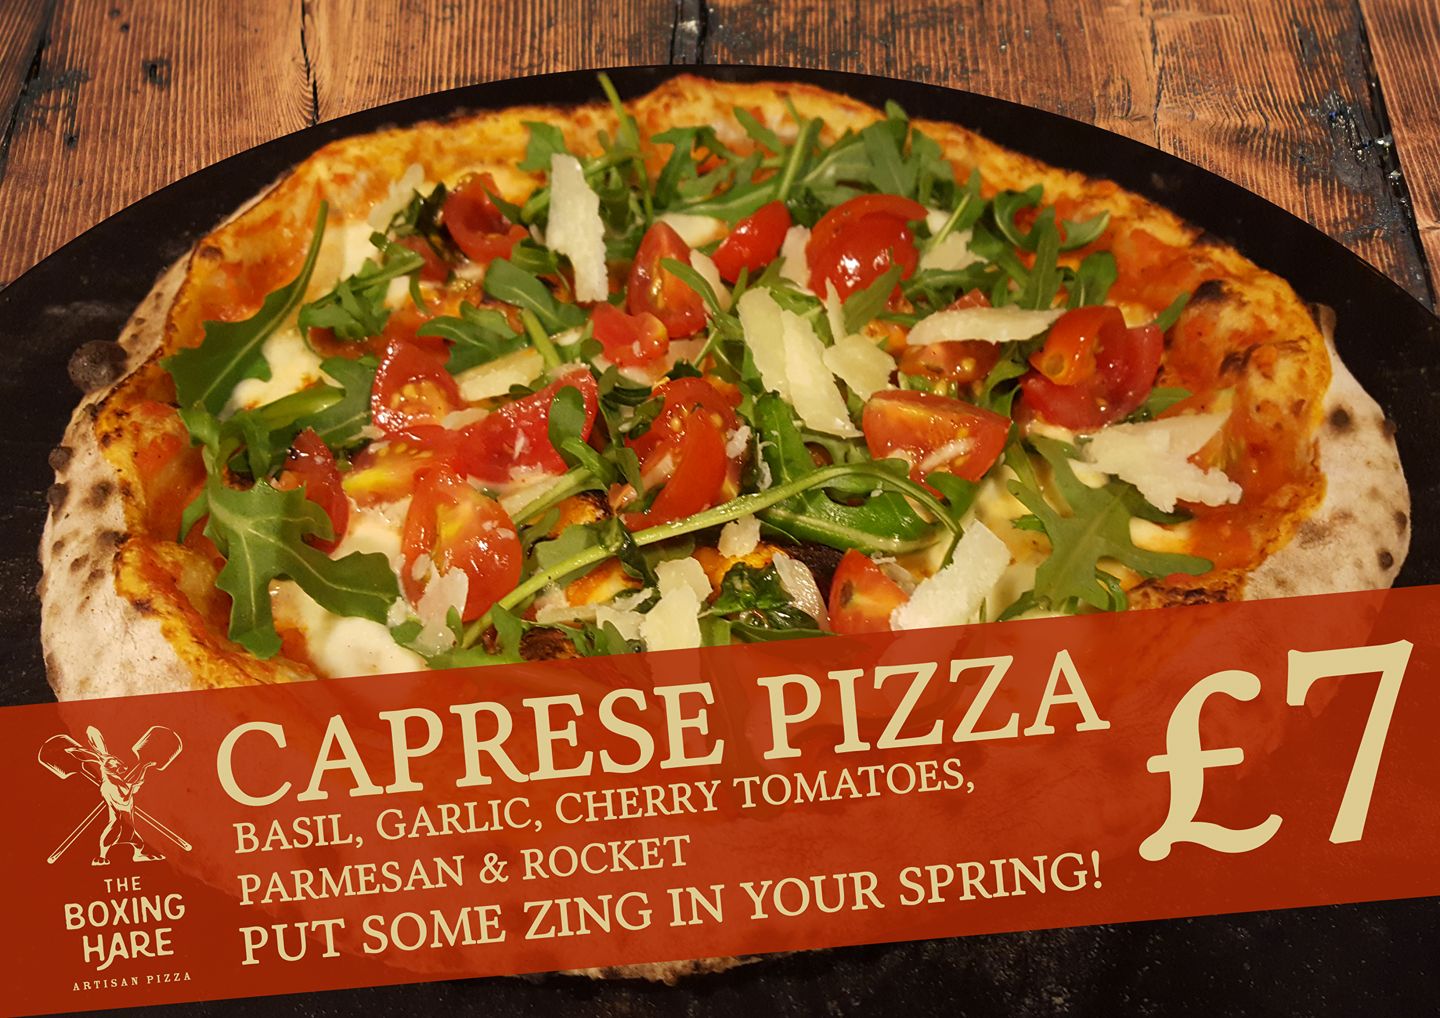 CAPRESE PIZZA
£7
BASIL, GARLIC, CHERRY TOMATOES,
PARMESAN & ROCKET
PUT SOME ZING IN YOUR SPRING!
THE
BOXING
HARE
ARTISAN PIZZA